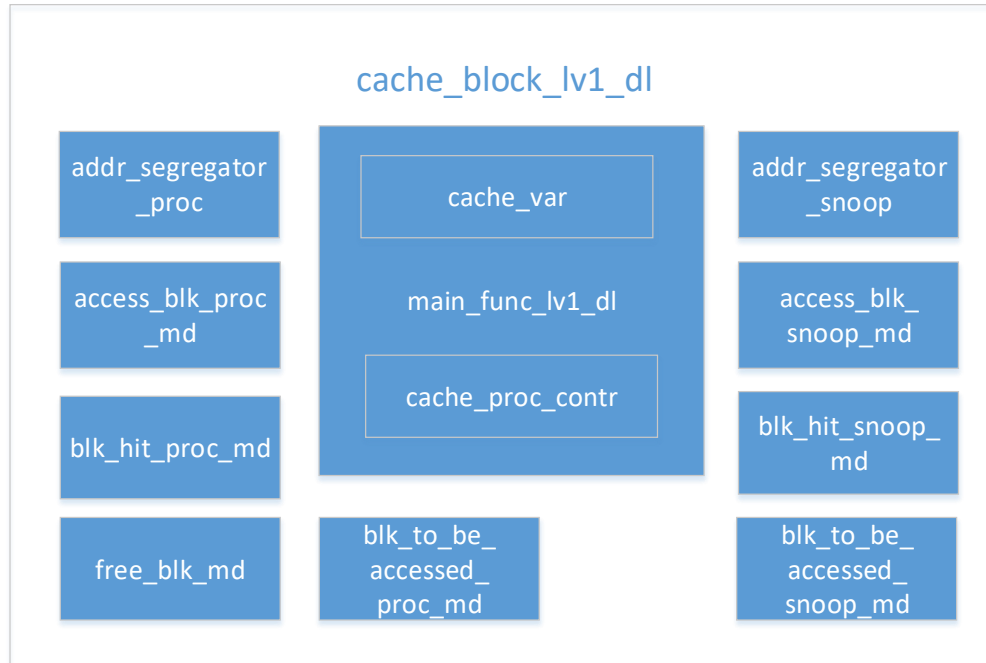 cache_block_lv1_dl
addr_segregator
_proc
cache_var
addr_segregator
_snoop
access_blk_proc
_md
main_func_lv1_dl
access_blk_
snoop_md
cache_proc_contr
blk_hit_proc_md
blk_hit_snoop_
md
free_blk_md
blk_to_be_
accessed_
proc_md
blk_to_be_
accessed_
snoop_md